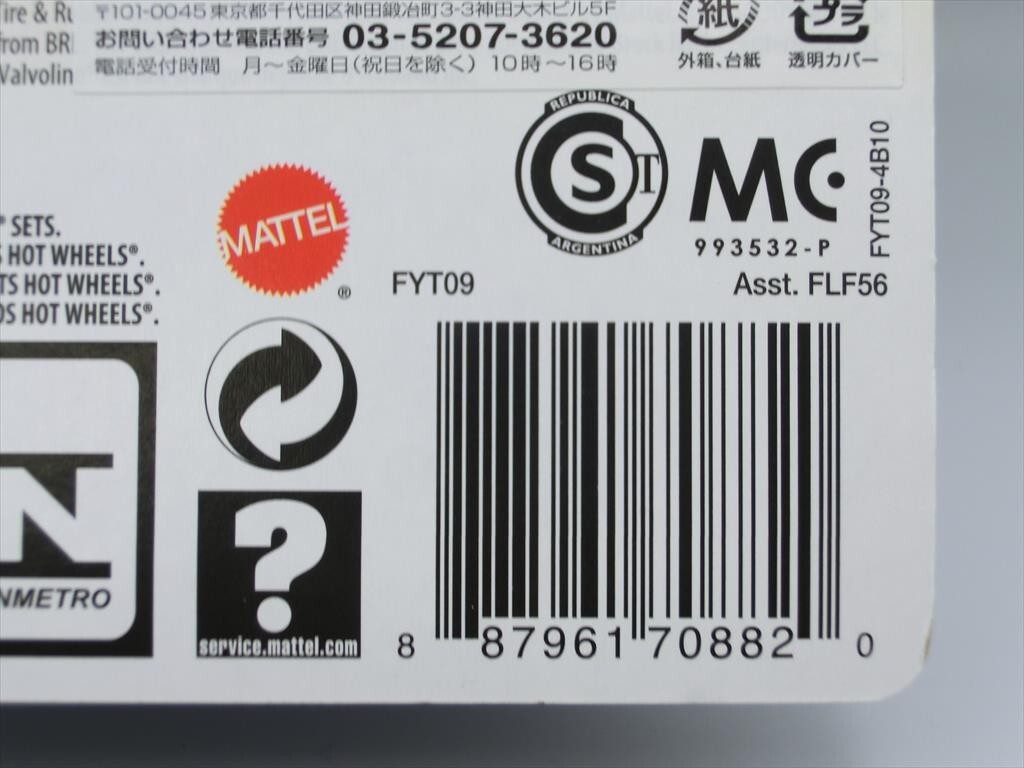 Tire & Ru
from BR
Valvolin
〒101-0045 東京都千代田区神田鍛冶町3-3神田大木ビル5F
お問い合わせ電話番号 03-5207-3620
電話受付時間 月~金曜日(祝日を除く) 10時~16時
紙
外箱、台紙
プラ
透明カバー
REPUBLICA
CST
ARGENTINA
MC
993532-P
FYT09-4B10
MATTEL
®
® SETS.
S HOT WHEELS®.
TS HOT WHEELS®.
OS HOT WHEELS®.
FYT09
Asst. FLF56
N
NMETRO
?
service.mattel.com
8 87961 70882 0